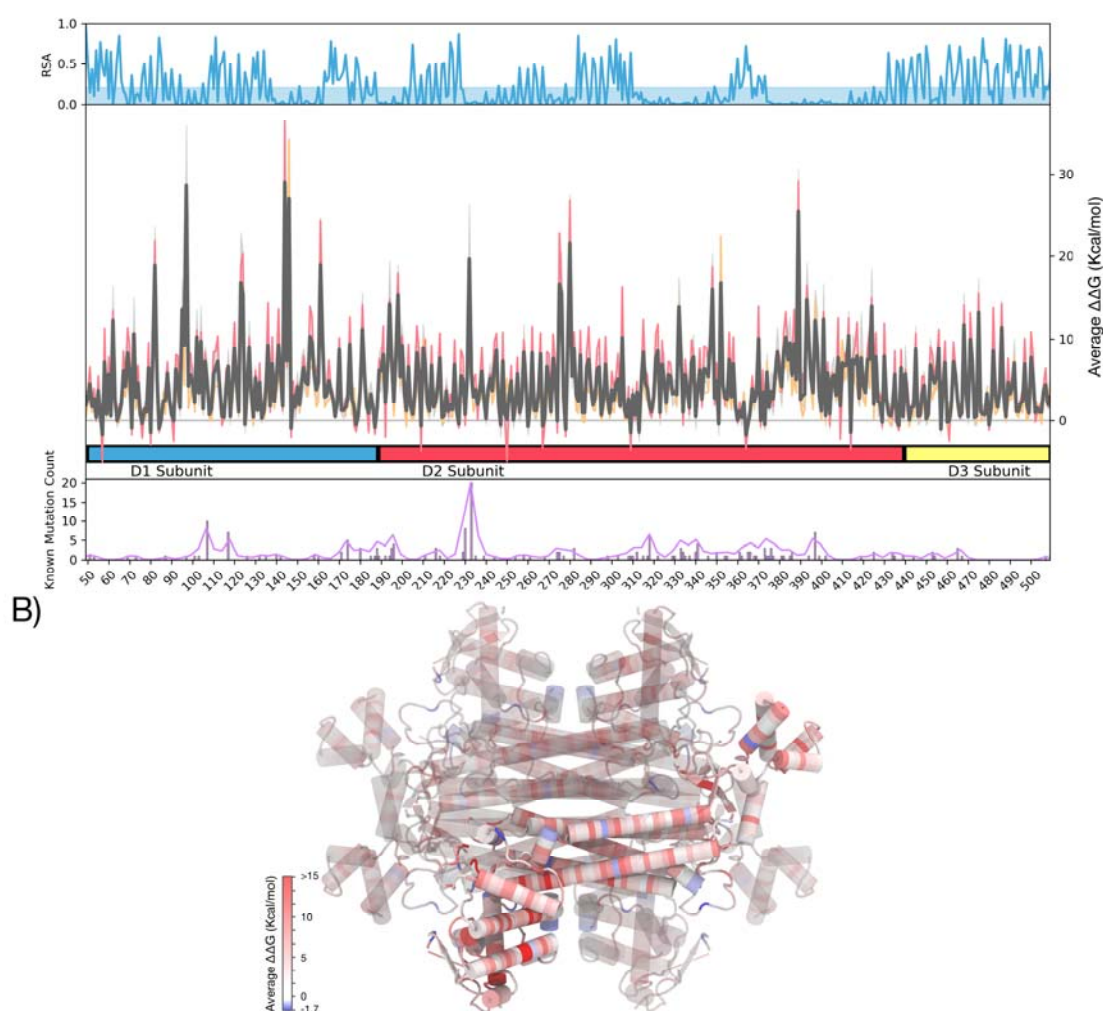 1.0
0.5
0.0
RSA
30
20
10
0
Average ΔΔG (Kcal/mol)
D1 Subunit D2 Subunit D3 Subunit
20
15
10
5
0
Known Mutation Count
50 60 70 80 90 100 110 120 130 140 150 160 170 180 190 200 210 220 230 240 250 260 270 280 290 300 310 320 330 340 350 360 370 380 390 400 410 420 430 440 450 460 470 480 490 500
B)
>15
10
5
0
-1.7
Average ΔΔG (Kcal/mol)